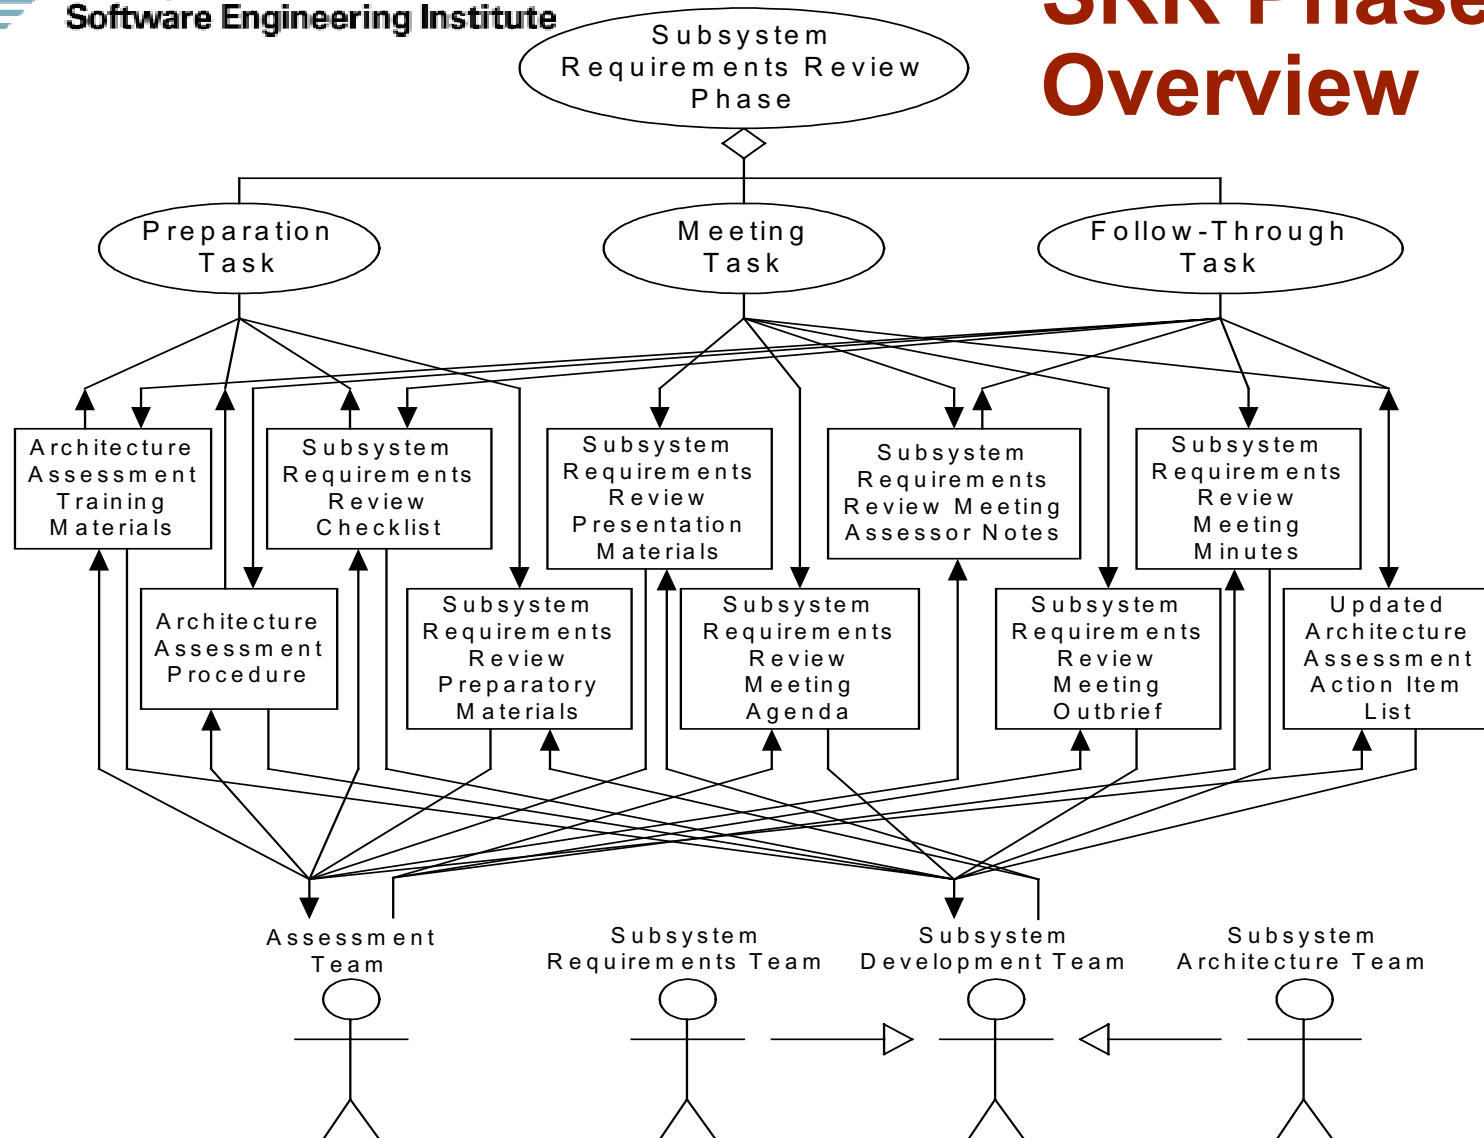 Software Engineering Institute
SRR Phase
Overview
Subsystem
Requirements Review
Phase
Preparation
Task
Meeting
Task
Follow-Through
Task
Architecture
Assessment
Training
Materials
Subsystem
Requirements
Review
Checklist
Subsystem
Requirements
Review
Presentation
Materials
Subsystem
Requirements
Review Meeting
Assessor Notes
Subsystem
Requirements
Review
Meeting
Minutes
Architecture
Assessment
Procedure
Subsystem
Requirements
Review
Preparatory
Materials
Subsystem
Requirements
Review
Meeting
Agenda
Subsystem
Requirements
Review
Meeting
Outbrief
Updated
Architecture
Assessment
Action Item
List
Assessment
Team
Subsystem
Requirements Team
Subsystem
Development Team
Subsystem
Architecture Team